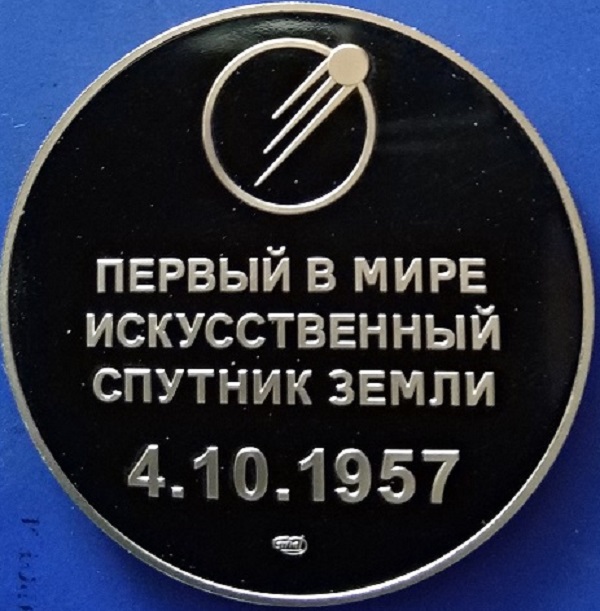 ПЕРВЫЙ В МИРЕ
ИСКУССТВЕННЫЙ
СПУТНИК ЗЕМЛИ
4.10.1957